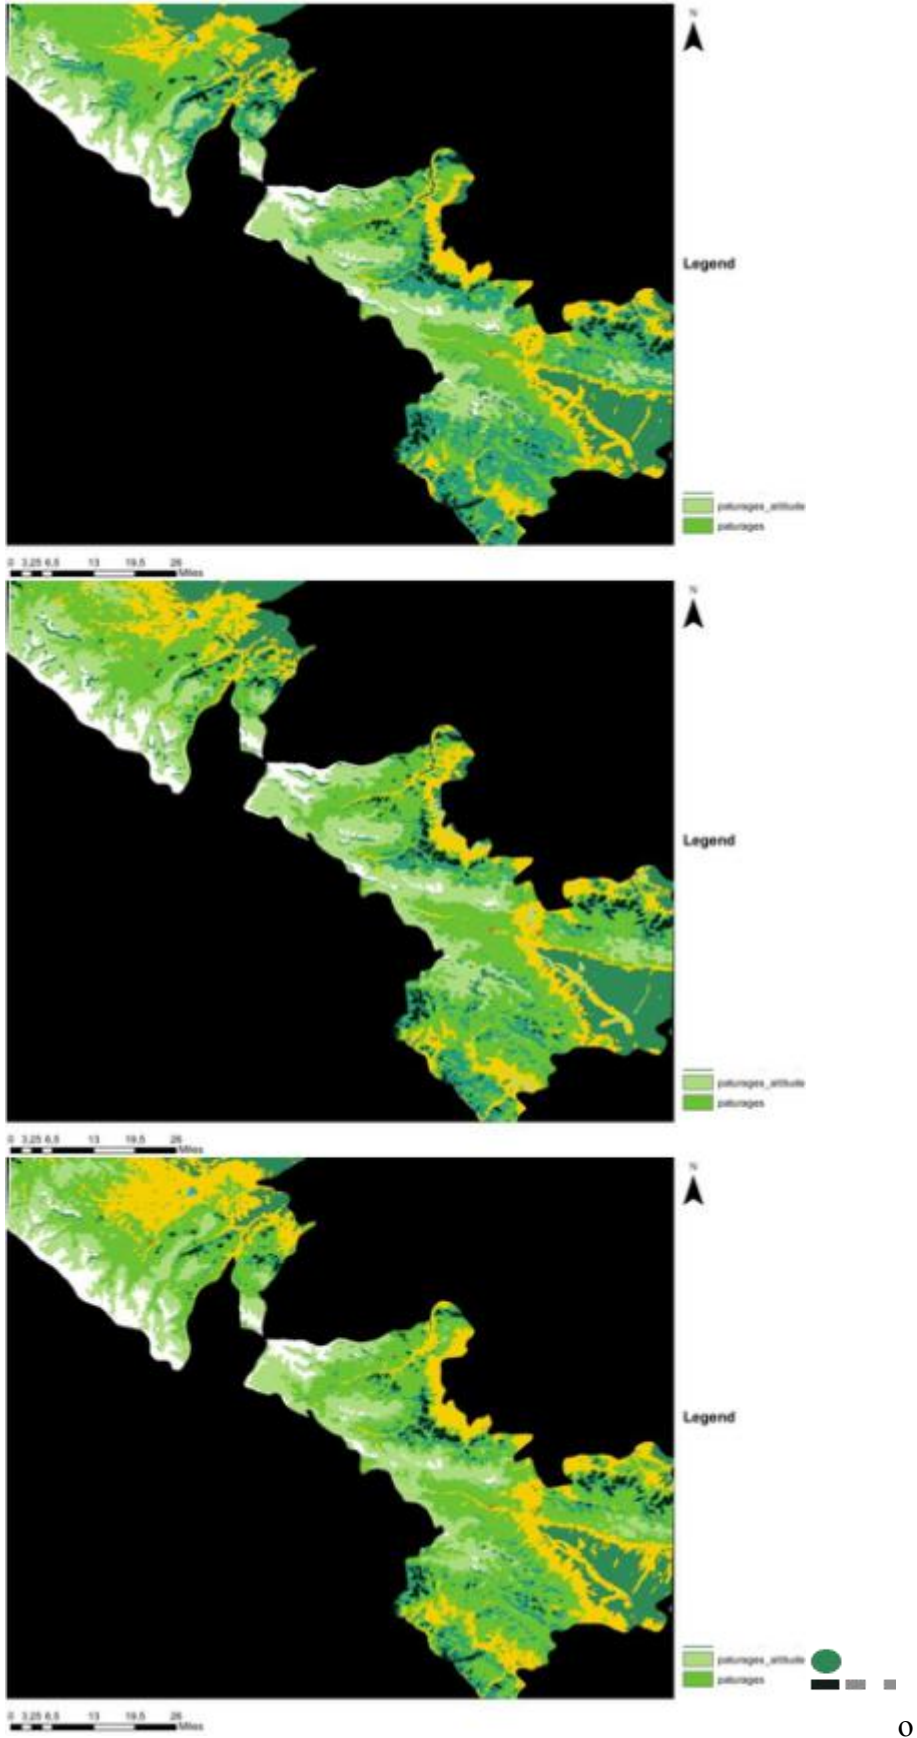 N
Legend
paturages_altitude
paturages
0 3,25 6,5 13 19,5 26
Miles
N
Legend
paturages_altitude
paturages
0 3,25 6,5 13 19,5 26
Miles
N
Legend
paturages_altitude
paturages
0 3,25 6,5 13 19,5 26
Miles
o